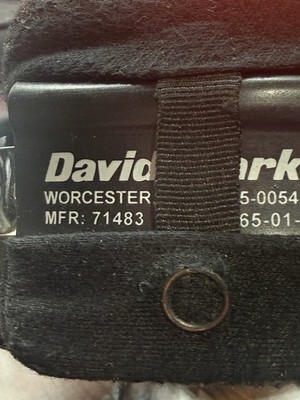 David ark
WORCESTER 5-0054
MFR: 71483 65-01-